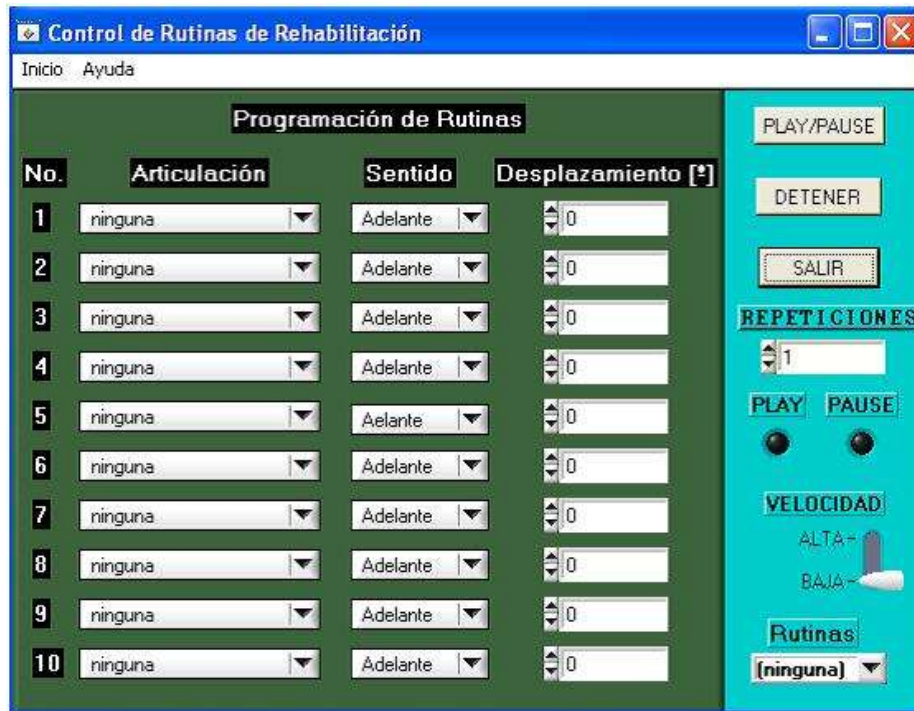 Control de Rutinas de Rehabilitación
Inicio Ayuda
Programación de Rutinas
No. Articulación Sentido Desplazamiento [°]
1 ninguna Adelante 0
2 ninguna Adelante 0
3 ninguna Adelante 0
4 ninguna Adelante 0
5 ninguna Aelante 0
6 ninguna Adelante 0
7 ninguna Adelante 0
8 ninguna Adelante 0
9 ninguna Adelante 0
10 ninguna Adelante 0
PLAY/PAUSE
DETENER
SALIR
REPETICIONES
1
PLAY PAUSE
VELOCIDAD
ALTA
BAJA
Rutinas
(ninguna)